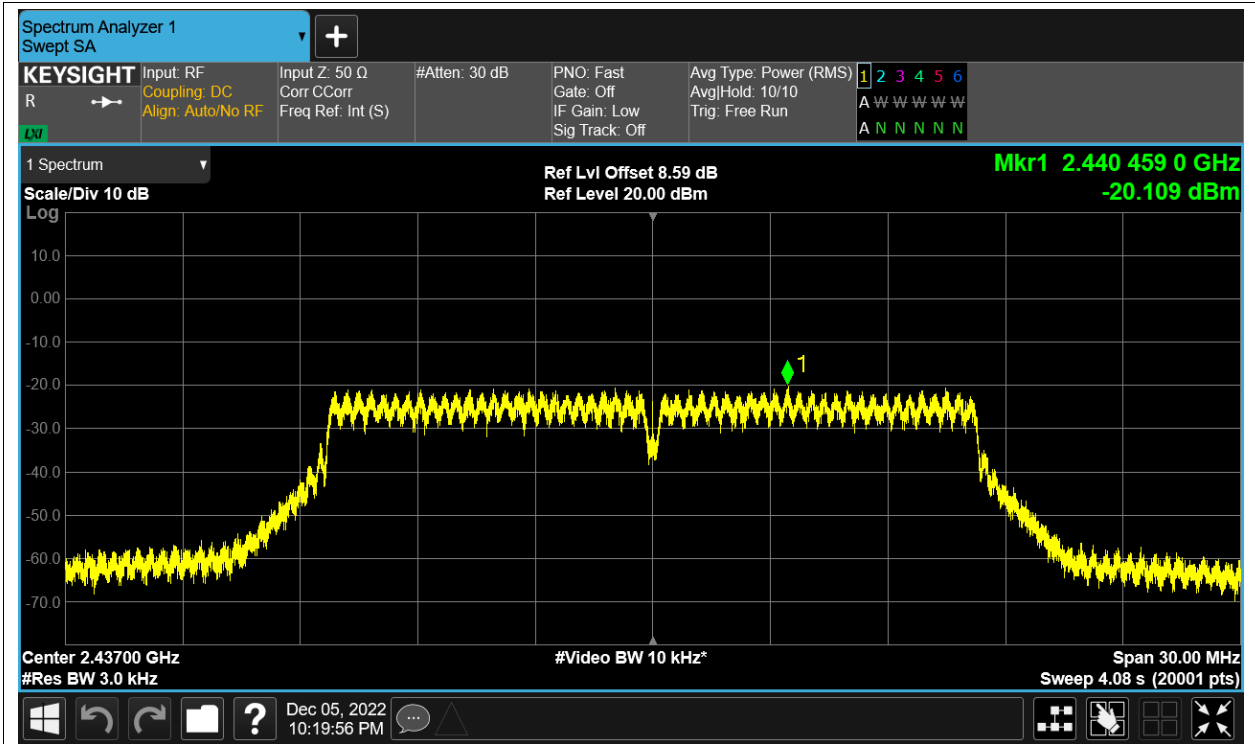 Spectrum Analyzer 1
Swept SA
KEYSIGHT
R
LXI
Input: RF
Coupling: DC
Align: Auto/No RF
Input Z: 50 Ω
Corr CCorr
Freq Ref: Int (S)
#Atten: 30 dB
PNO: Fast
Gate: Off
IF Gain: Low
Sig Track: Off
Avg Type: Power (RMS)
Avg|Hold: 10/10
Trig: Free Run
1 2 3 4 5 6
A W W W W W
A N N N N N
1 Spectrum
Scale/Div 10 dB
Ref Lvl Offset 8.59 dB
Ref Level 20.00 dBm
Mkr1 2.440 459 0 GHz
-20.109 dBm
Log
10.0
0.00
-10.0
1
-20.0
-30.0
-40.0
-50.0
-60.0
-70.0
Center 2.43700 GHz
#Video BW 10 kHz*
Span 30.00 MHz
#Res BW 3.0 kHz
Sweep 4.08 s (20001 pts)
?
Dec 05, 2022
10:19:56 PM